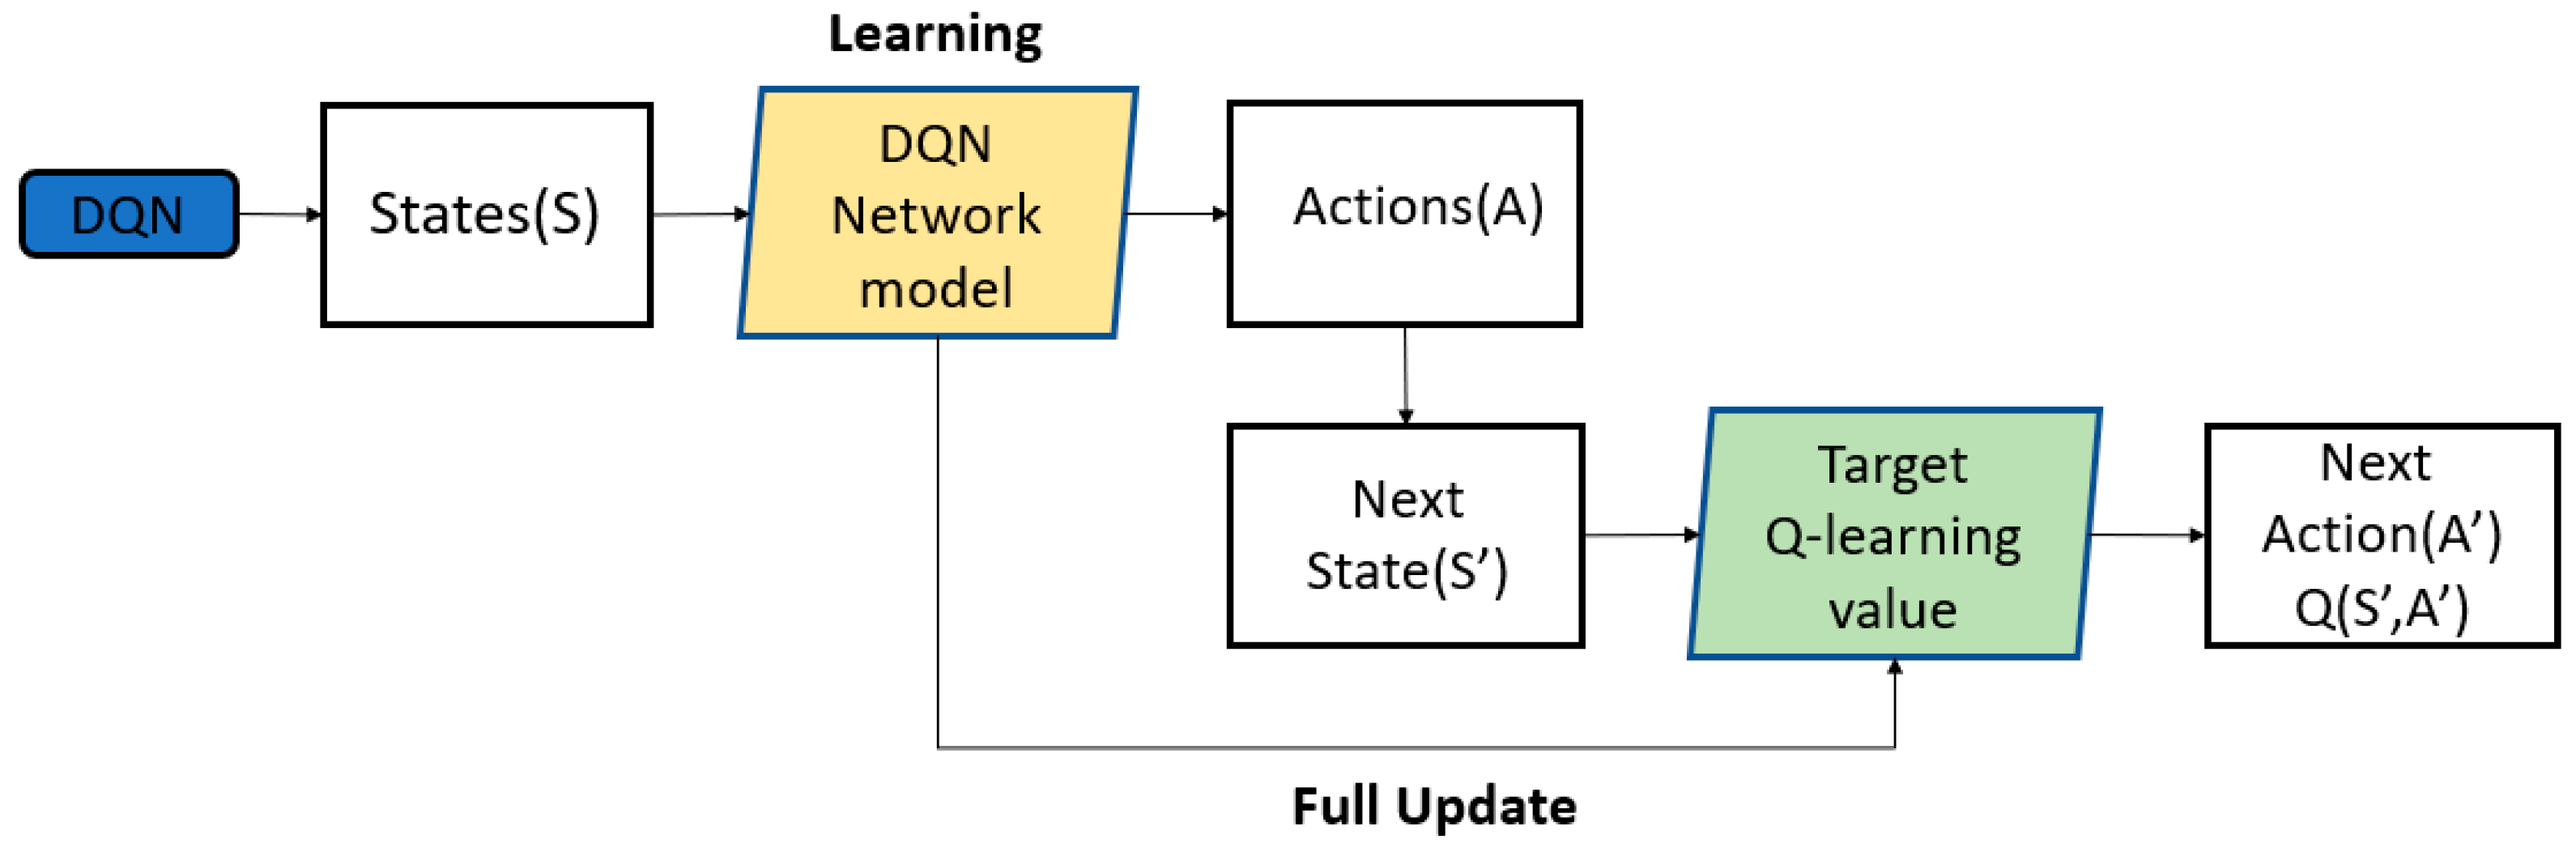 Learning
DQN
States(S)
DQN
Network
model
Actions(A)
Next
State(S’)
Target
Q-learning
value
Next
Action(A’)
Q(S’,A’)
Full Update